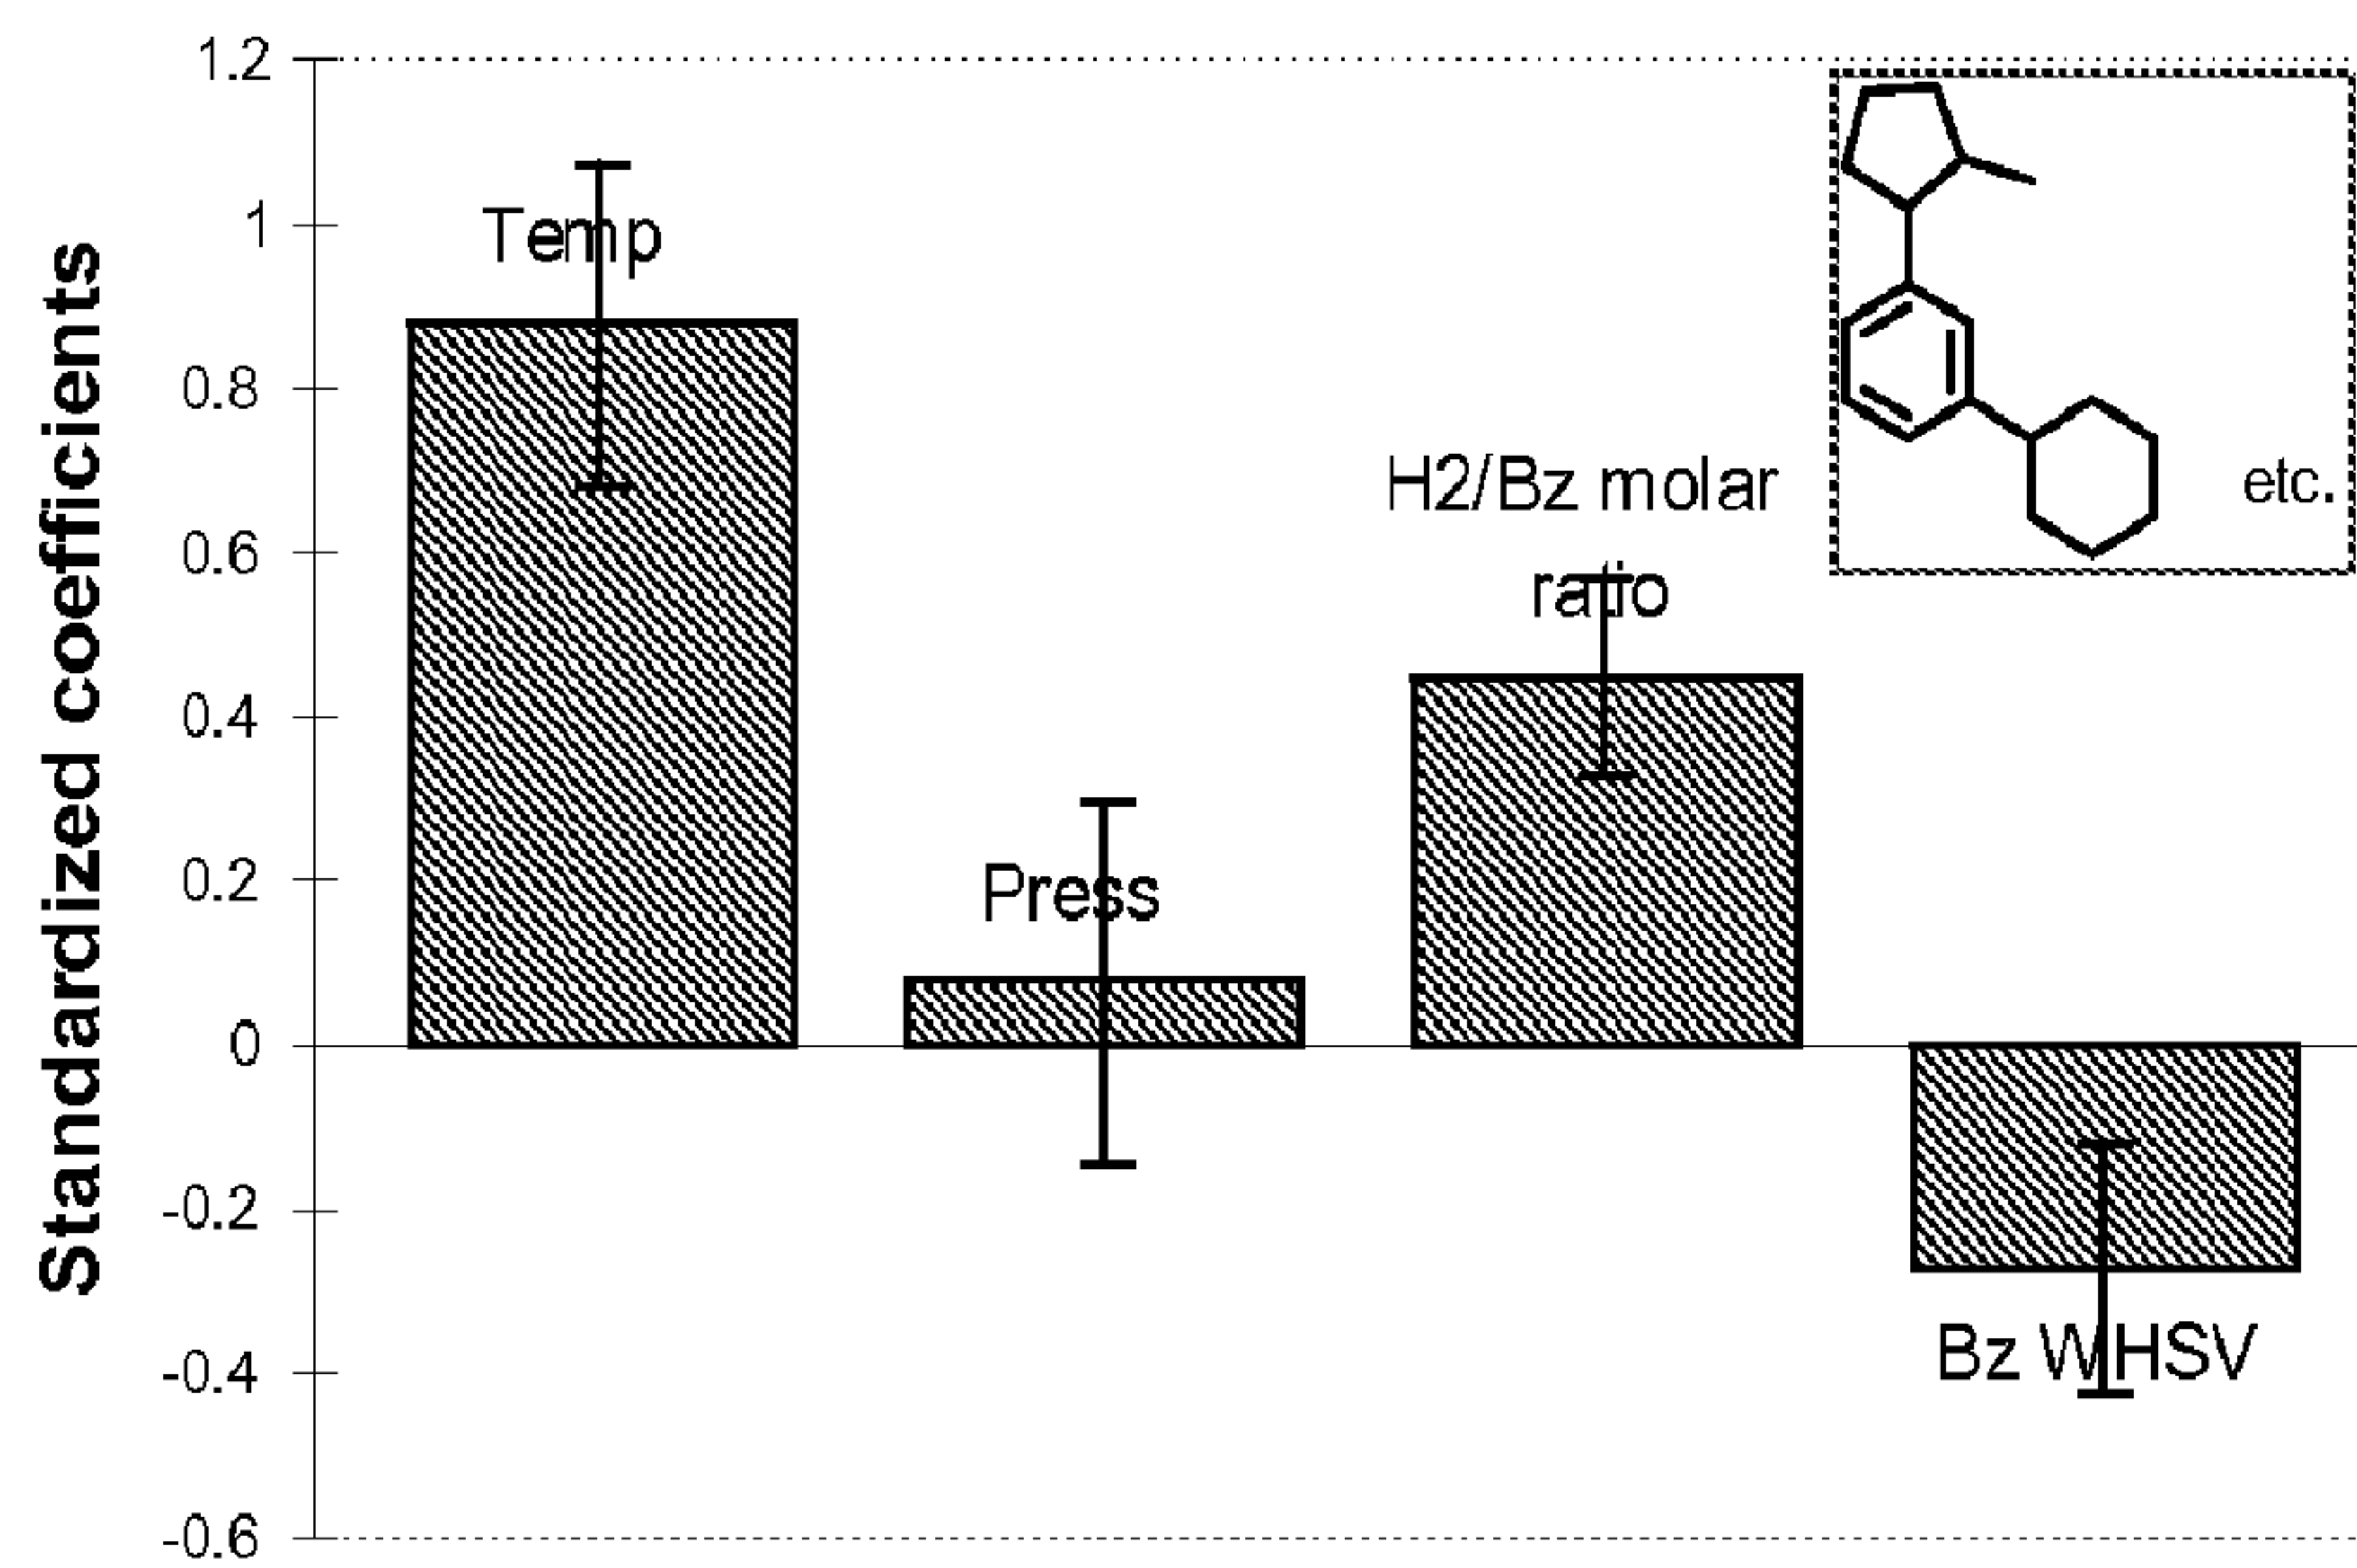 Standardized coefficients
1.2
1
0.8
0.6
0.4
0.2
0
-0.2
-0.4
-0.6
Temp
Press
H2/Bz molar
ratio
Bz WHSV
etc.